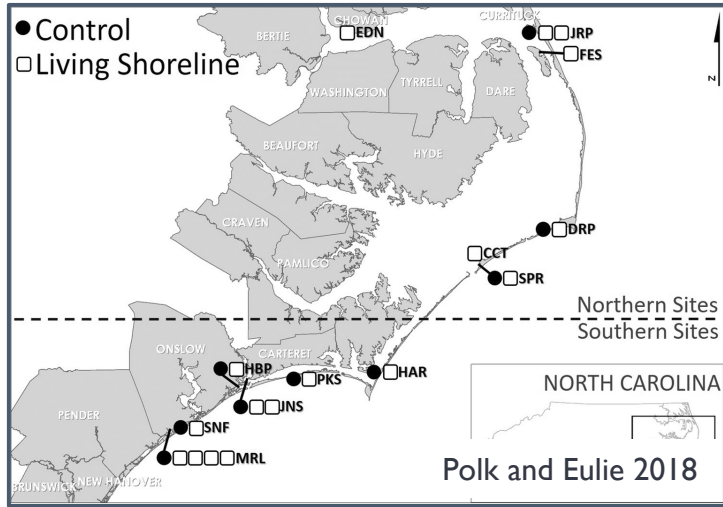 Control
Living Shoreline
CHOWAN
CURRITUCK
BERTIE
EDN
JRP
FES
N
TYRRELL
WASHINGTON
DARE
BEAUFORT
HYDE
CRAVEN
DRP
CCT
PAMLICO
SPR
Northern Sites
Southern Sites
ONSLOW
CARTERET
HBP
PKS
HAR
NORTH CAROLINA
JNS
PENDER
SNF
MRL
Polk and Eulie 2018
BRUNSWICK
NEW HANOVER